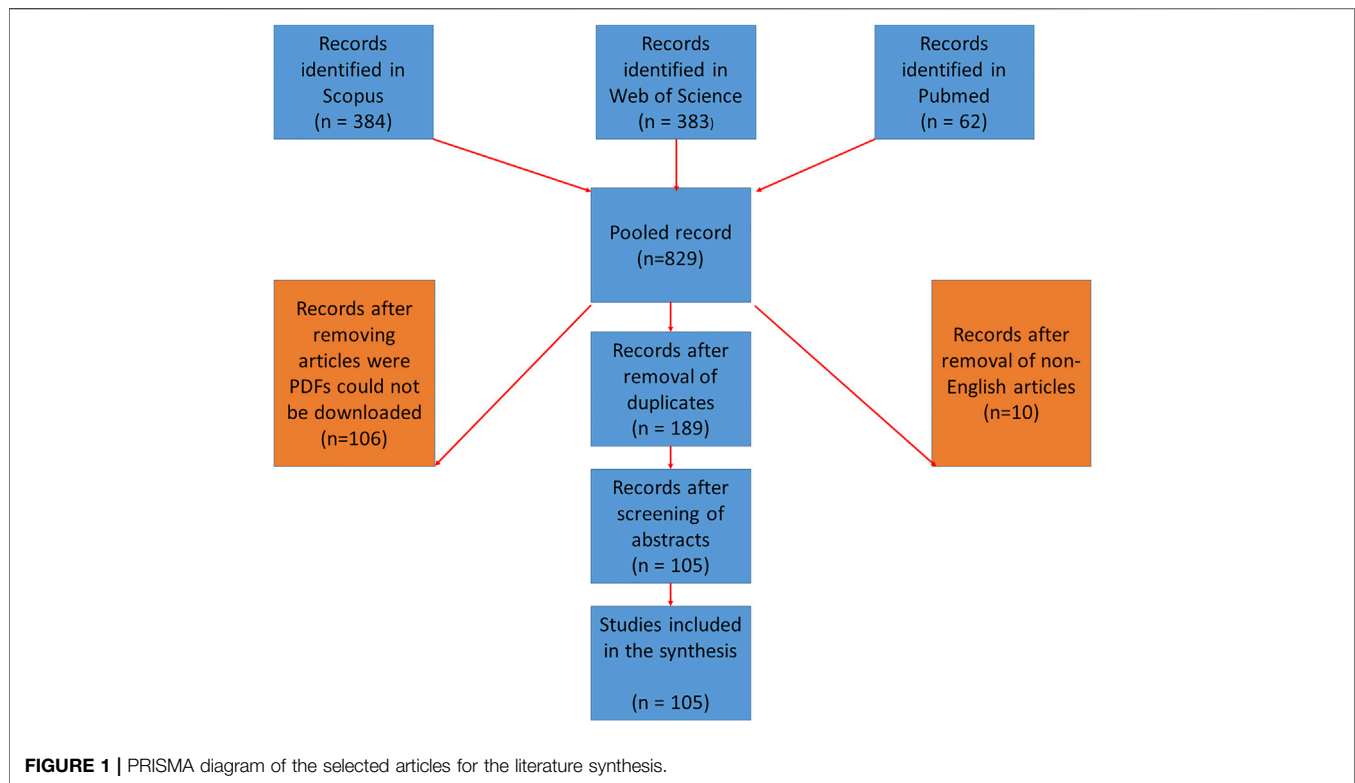 Records
identified in
Scopus
(n = 384)
Records
identified in
Web of Science
(n = 383)
Records
identified in
Pubmed
(n = 62)
Pooled record
(n=829)
Records after
removing
articles were
PDFs could not
be downloaded
(n=106)
Records after
removal of
duplicates
(n = 189)
Records after
removal of non-
English articles
(n=10)
Records after
screening of
abstracts
(n = 105)
Studies included
in the synthesis
(n = 105)
FIGURE 1 | PRISMA diagram of the selected articles for the literature synthesis.